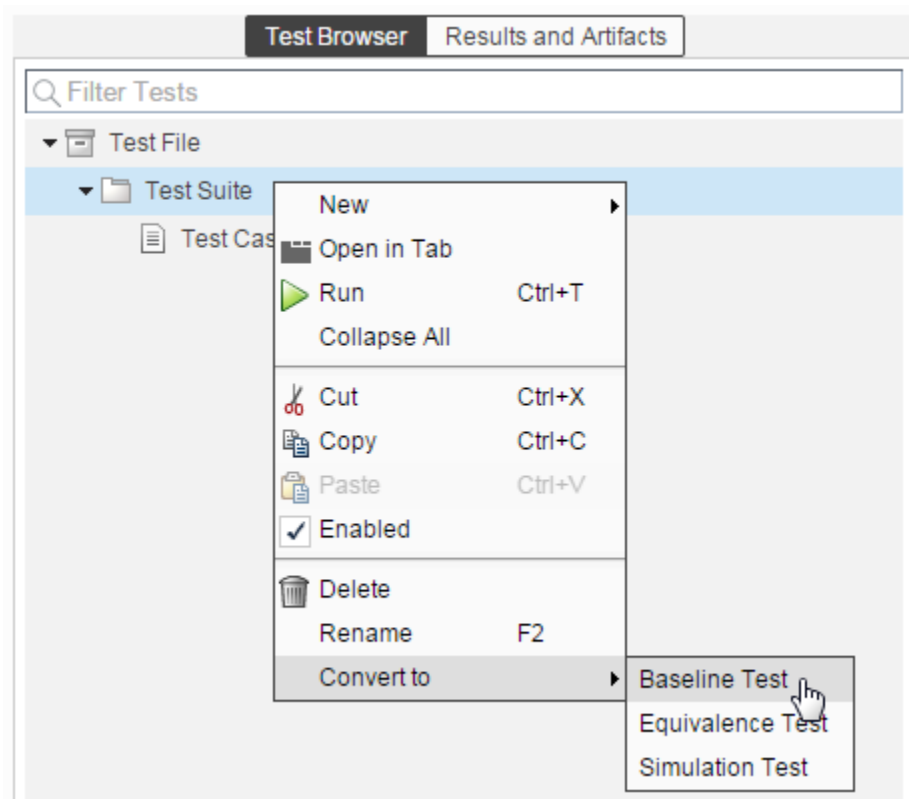 Test Browser Results and Artifacts
Filter Tests
Test File
Test Suite
Test Cas
New
Open in Tab
Run Ctrl+T
Collapse All
Cut Ctrl+X
Copy Ctrl+C
Paste Ctrl+V
Enabled
Delete
Rename F2
Convert to
Baseline Test
Equivalence Test
Simulation Test